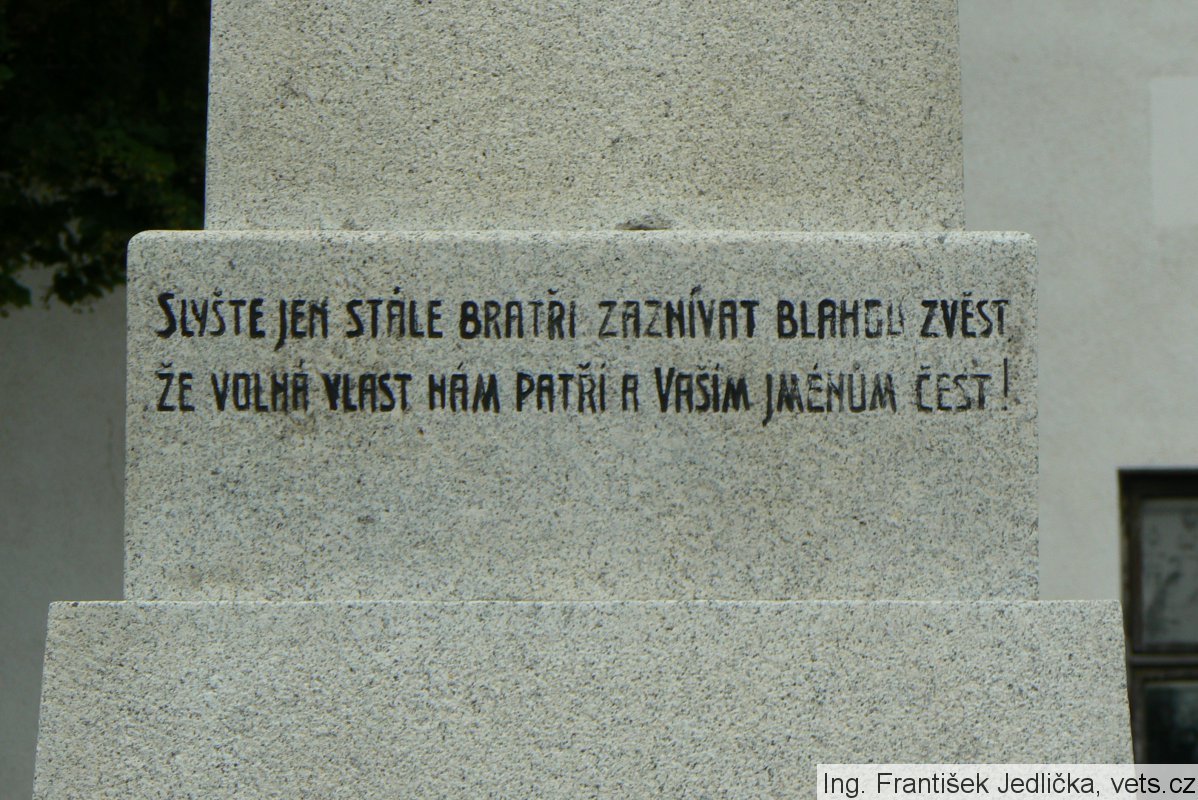 Slyšte jen stále bratři zaznívat blahou zvěst
že volná vlast nám patří a Vaším jménům čest!
Ing. František Jedlička, vets.cz